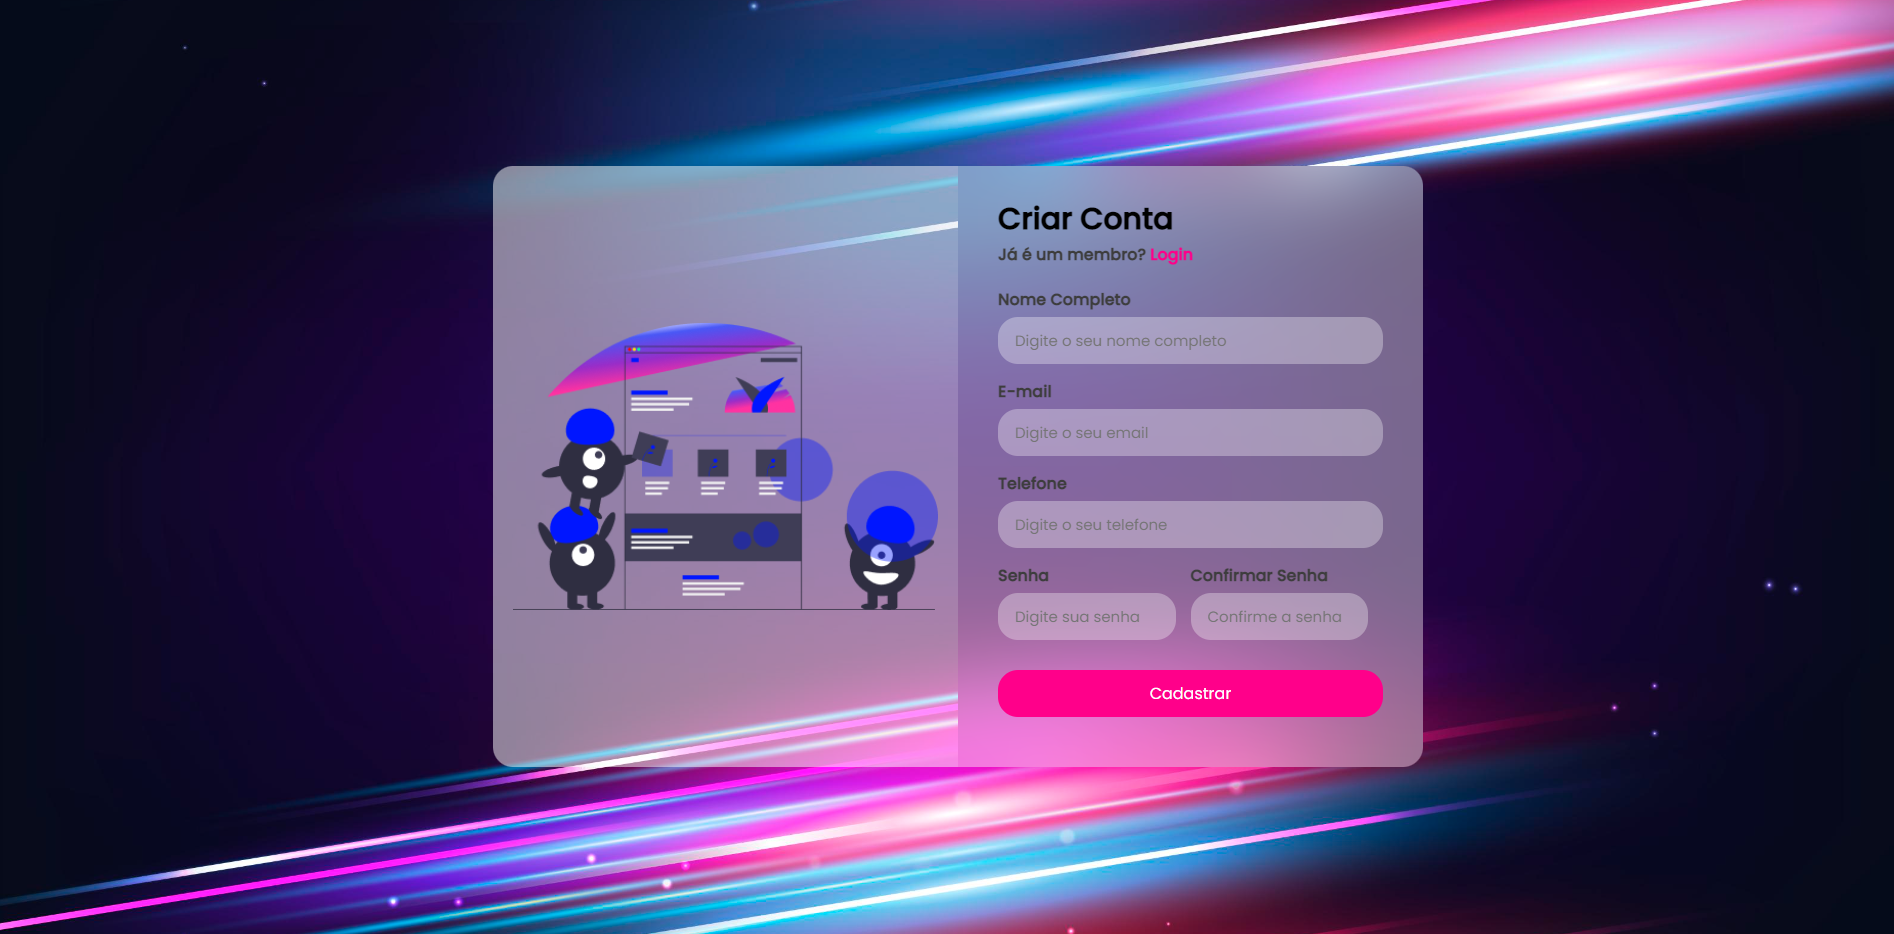 Criar Conta
Já é um membro? Login
Nome Completo
Digite o seu nome completo
E-mail
Digite o seu email
Telefone
Digite o seu telefone
Senha
Confirmar Senha
Digite sua senha
Confirme a senha
Cadastrar